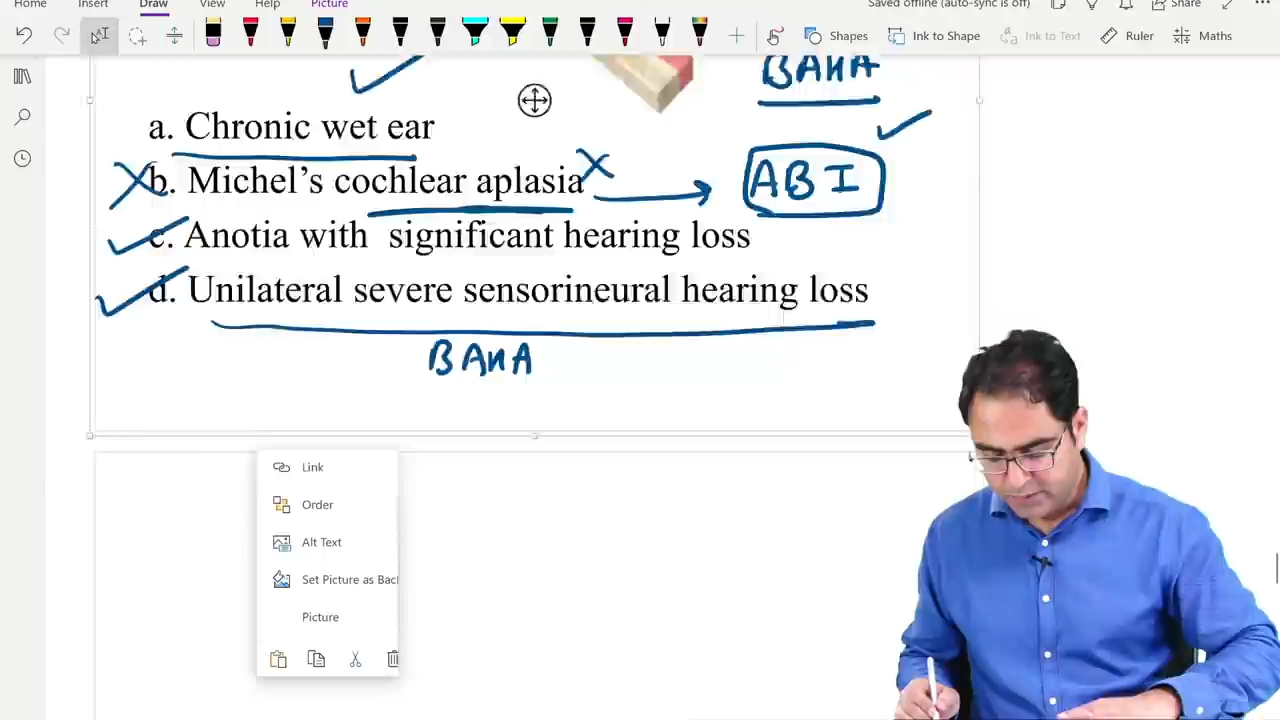 Home Insert Draw View Help Picture Saved offline (auto-sync is off) Share
Shapes Ink to Shape Ink to Text Ruler Maths
BAHA
a. Chronic wet ear
b. Michel's cochlear aplasia ABI
c. Anotia with significant hearing loss
d. Unilateral severe sensorineural hearing loss
BAHA
Link
Order
Alt Text
Set Picture as Bac
Picture